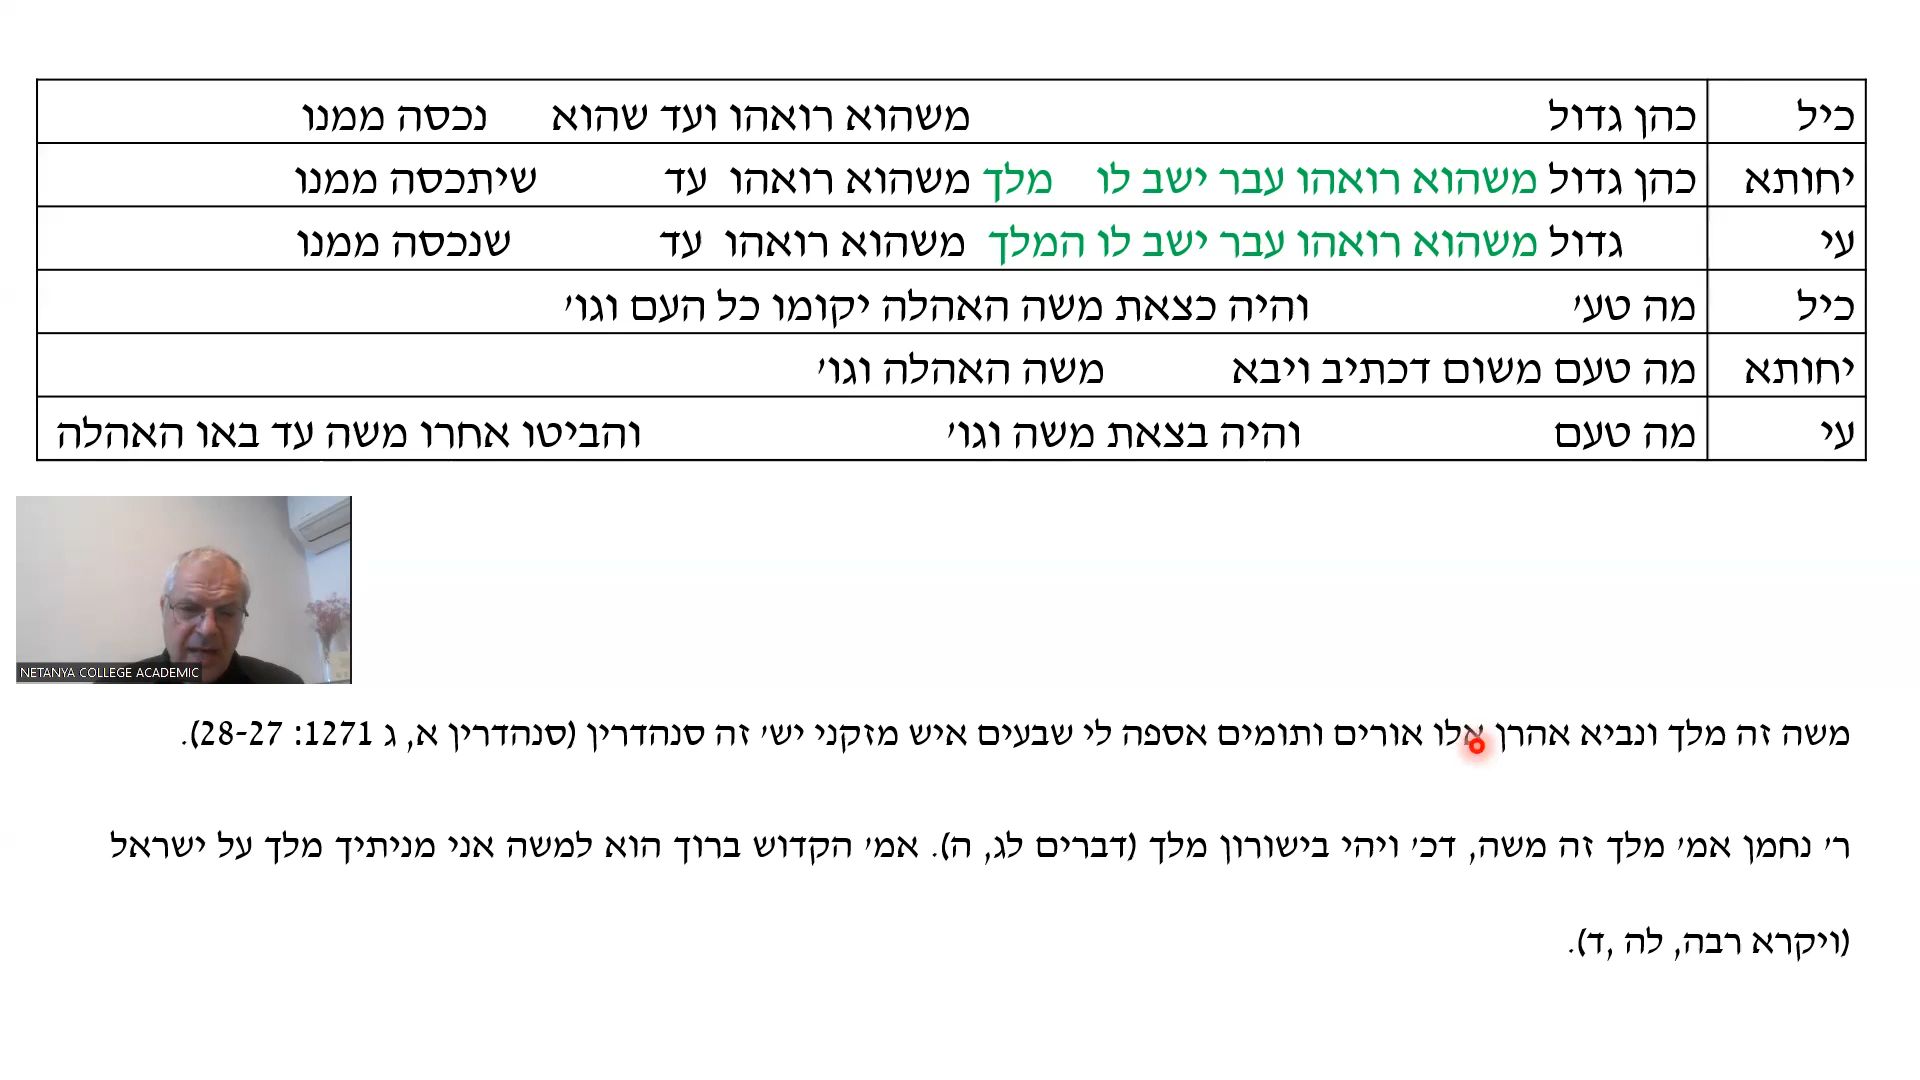 כיל כהן גדול משהוא רואהו ועד שהוא נכסה ממנו
יחותא כהן גדול משהוא רואהו עבר ישב לו מלך משהוא רואהו עד שיתכסה ממנו
עי גדול משהוא רואהו עבר ישב לו המלך משהוא רואהו עד שנכסה ממנו
כיל מה טע׳ והיה כצאת משה האהלה יקומו כל העם וגו׳
יחותא מה טעם משום דכתיב ויבא משה האהלה וגו׳
עי מה טעם והיה בצאת משה וגו׳ והביטו אחרו משה עד באו האהלה
NETANYA COLLEGE ACADEMIC
משה זה מלך ונביא אהרן אלו אורים ותומים אספה לי שבעים איש מזקני יש׳ זה סנהדרין (סנהדרין א, ג 1271: 28-27).
ר׳ נחמן אמ׳ מלך זה משה, דכ׳ ויהי בישורון מלך (דברים לג, ה). אמ׳ הקדוש ברוך הוא למשה אני מניתיך מלך על ישראל
(ויקרא רבה, לה ,ד).